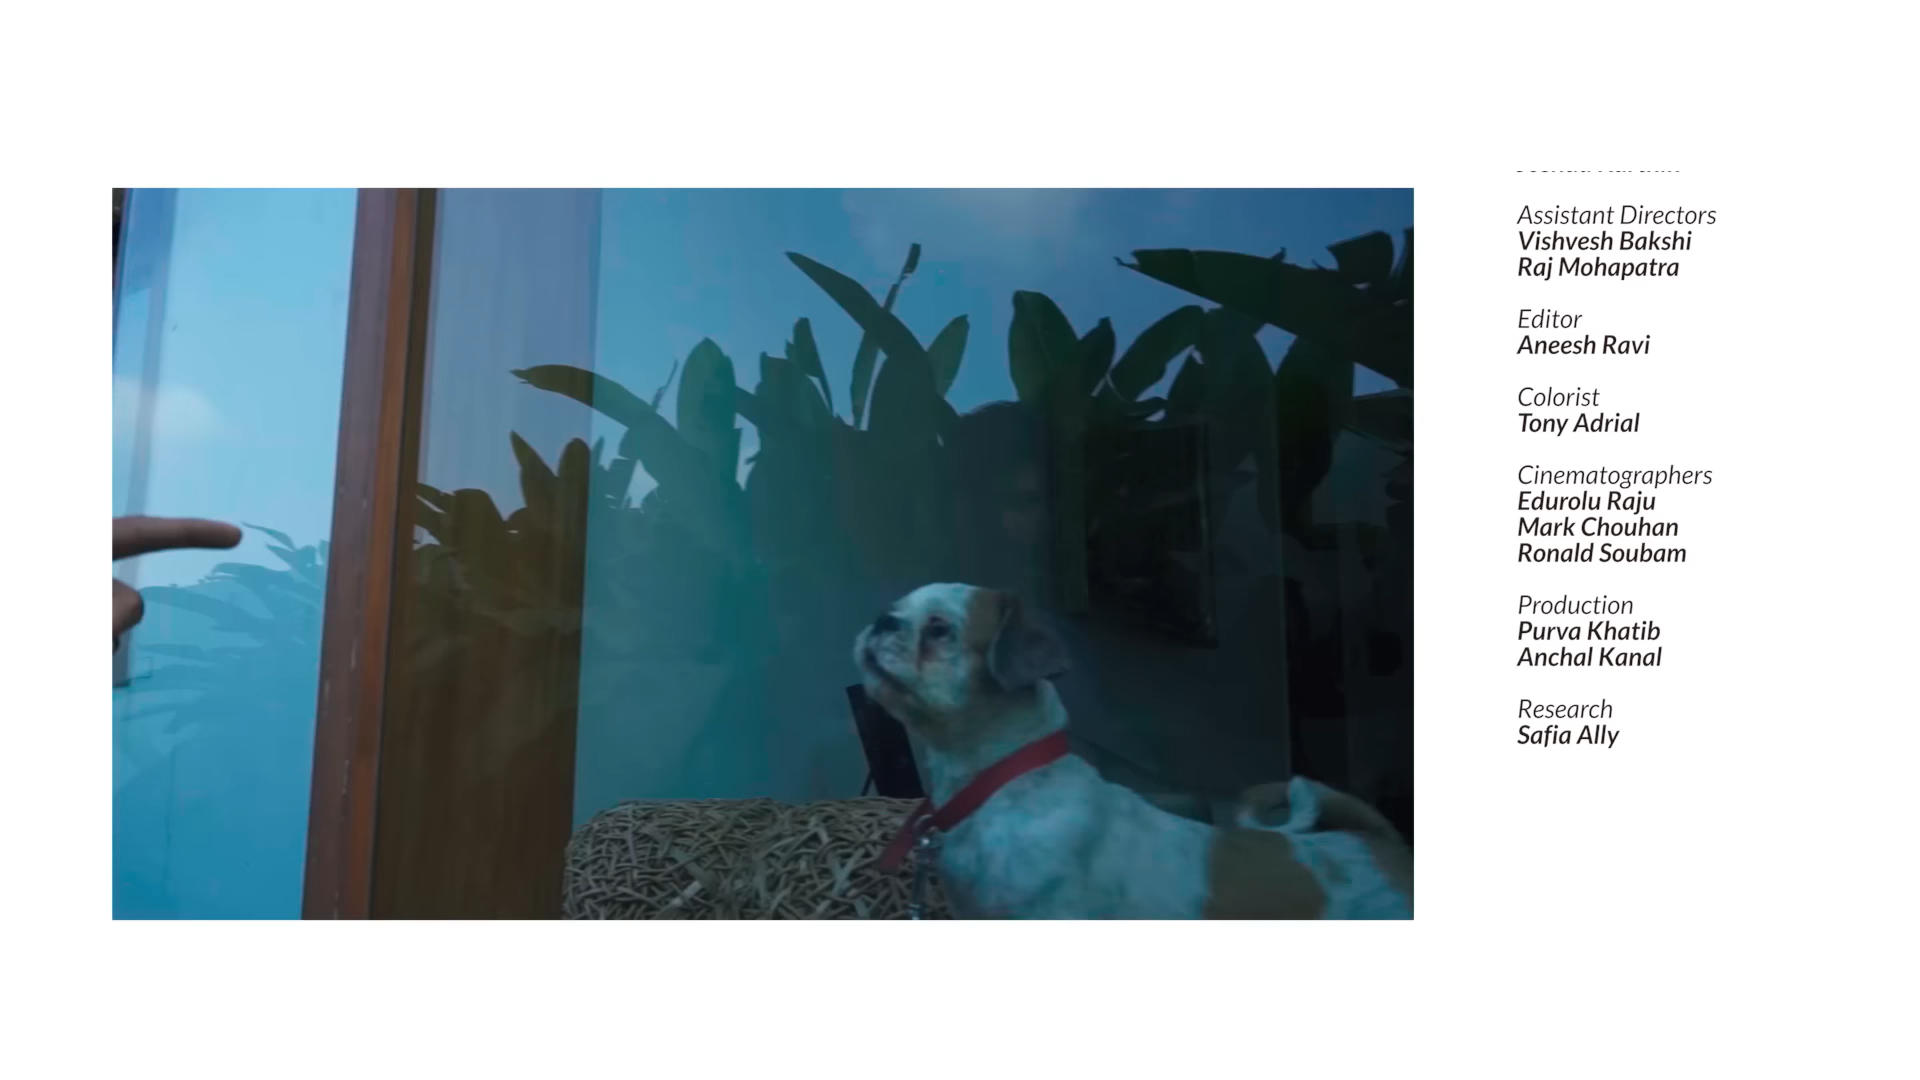 Assistant Directors
Vishvesh Bakshi
Raj Mohapatra
Editor
Aneesh Ravi
Colorist
Tony Adrial
Cinematographers
Edurolu Raju
Mark Chouhan
Ronald Soubam
Production
Purva Khatib
Anchal Kanal
Research
Safia Ally